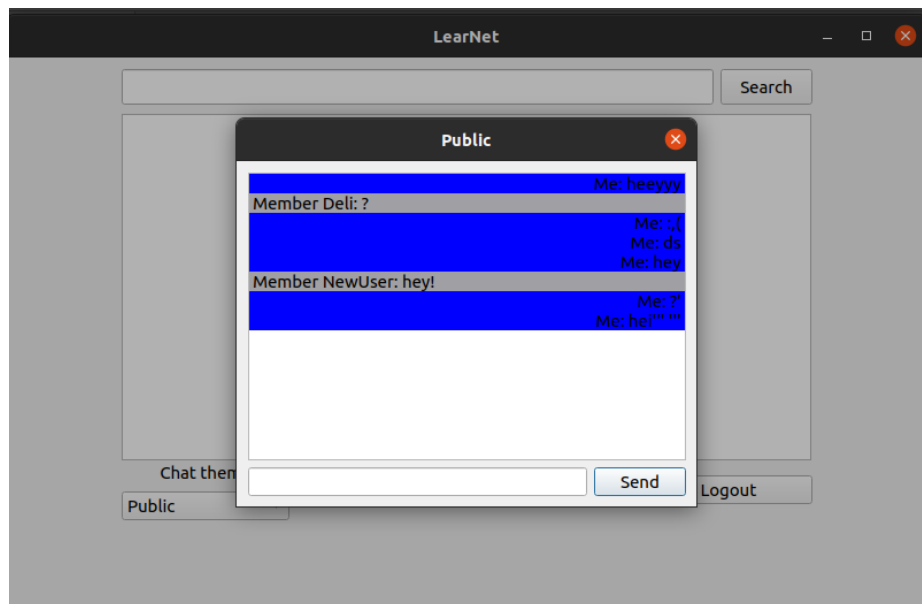 LearNet
Search
Public
Me: heeyyy
Member Deli: ?
Me: :,(
Me: ds
Me: hey
Member NewUser: hey!
Me: ?'
Me: hei''' '''
Send
Chat them
Logout
Public